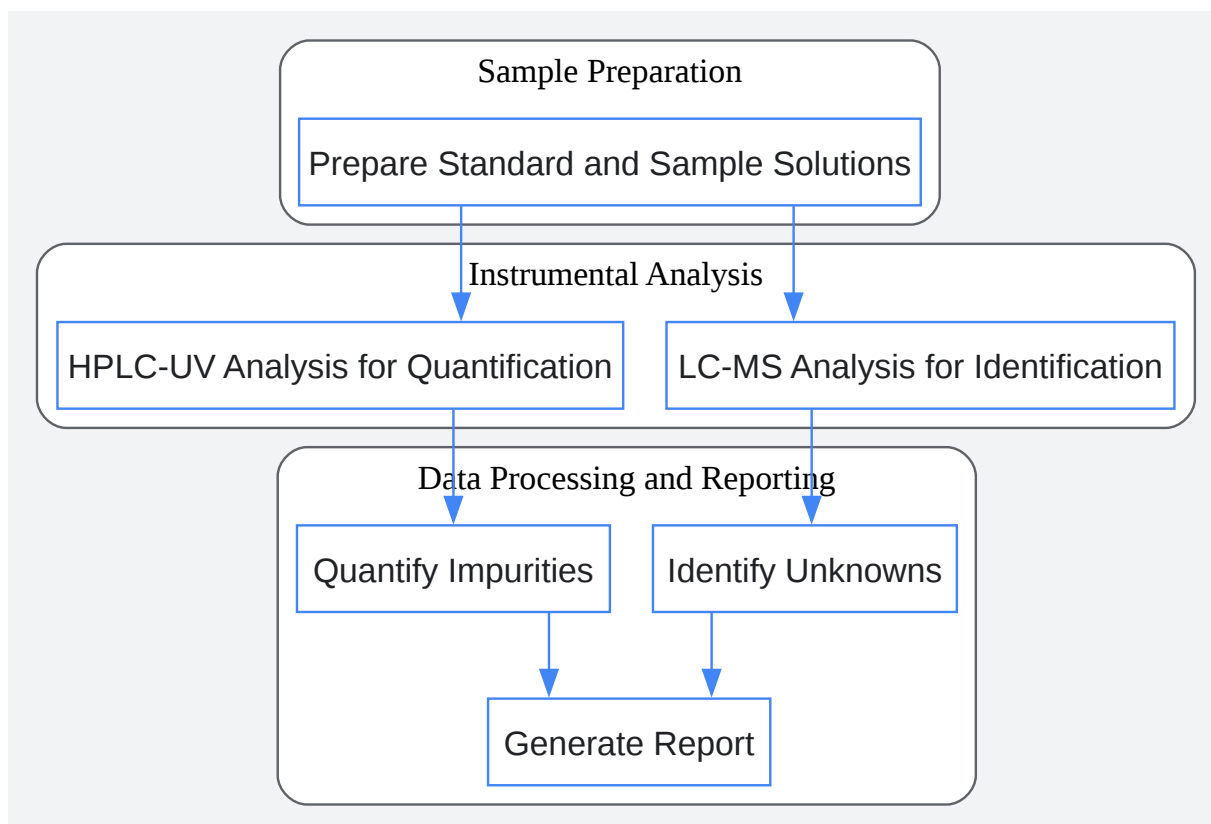 Sample Preparation
Prepare Standard and Sample Solutions
Instrumental Analysis
HPLC-UV Analysis for Quantification
LC-MS Analysis for Identification
Data Processing and Reporting
Quantify Impurities
Identify Unknowns
Generate Report